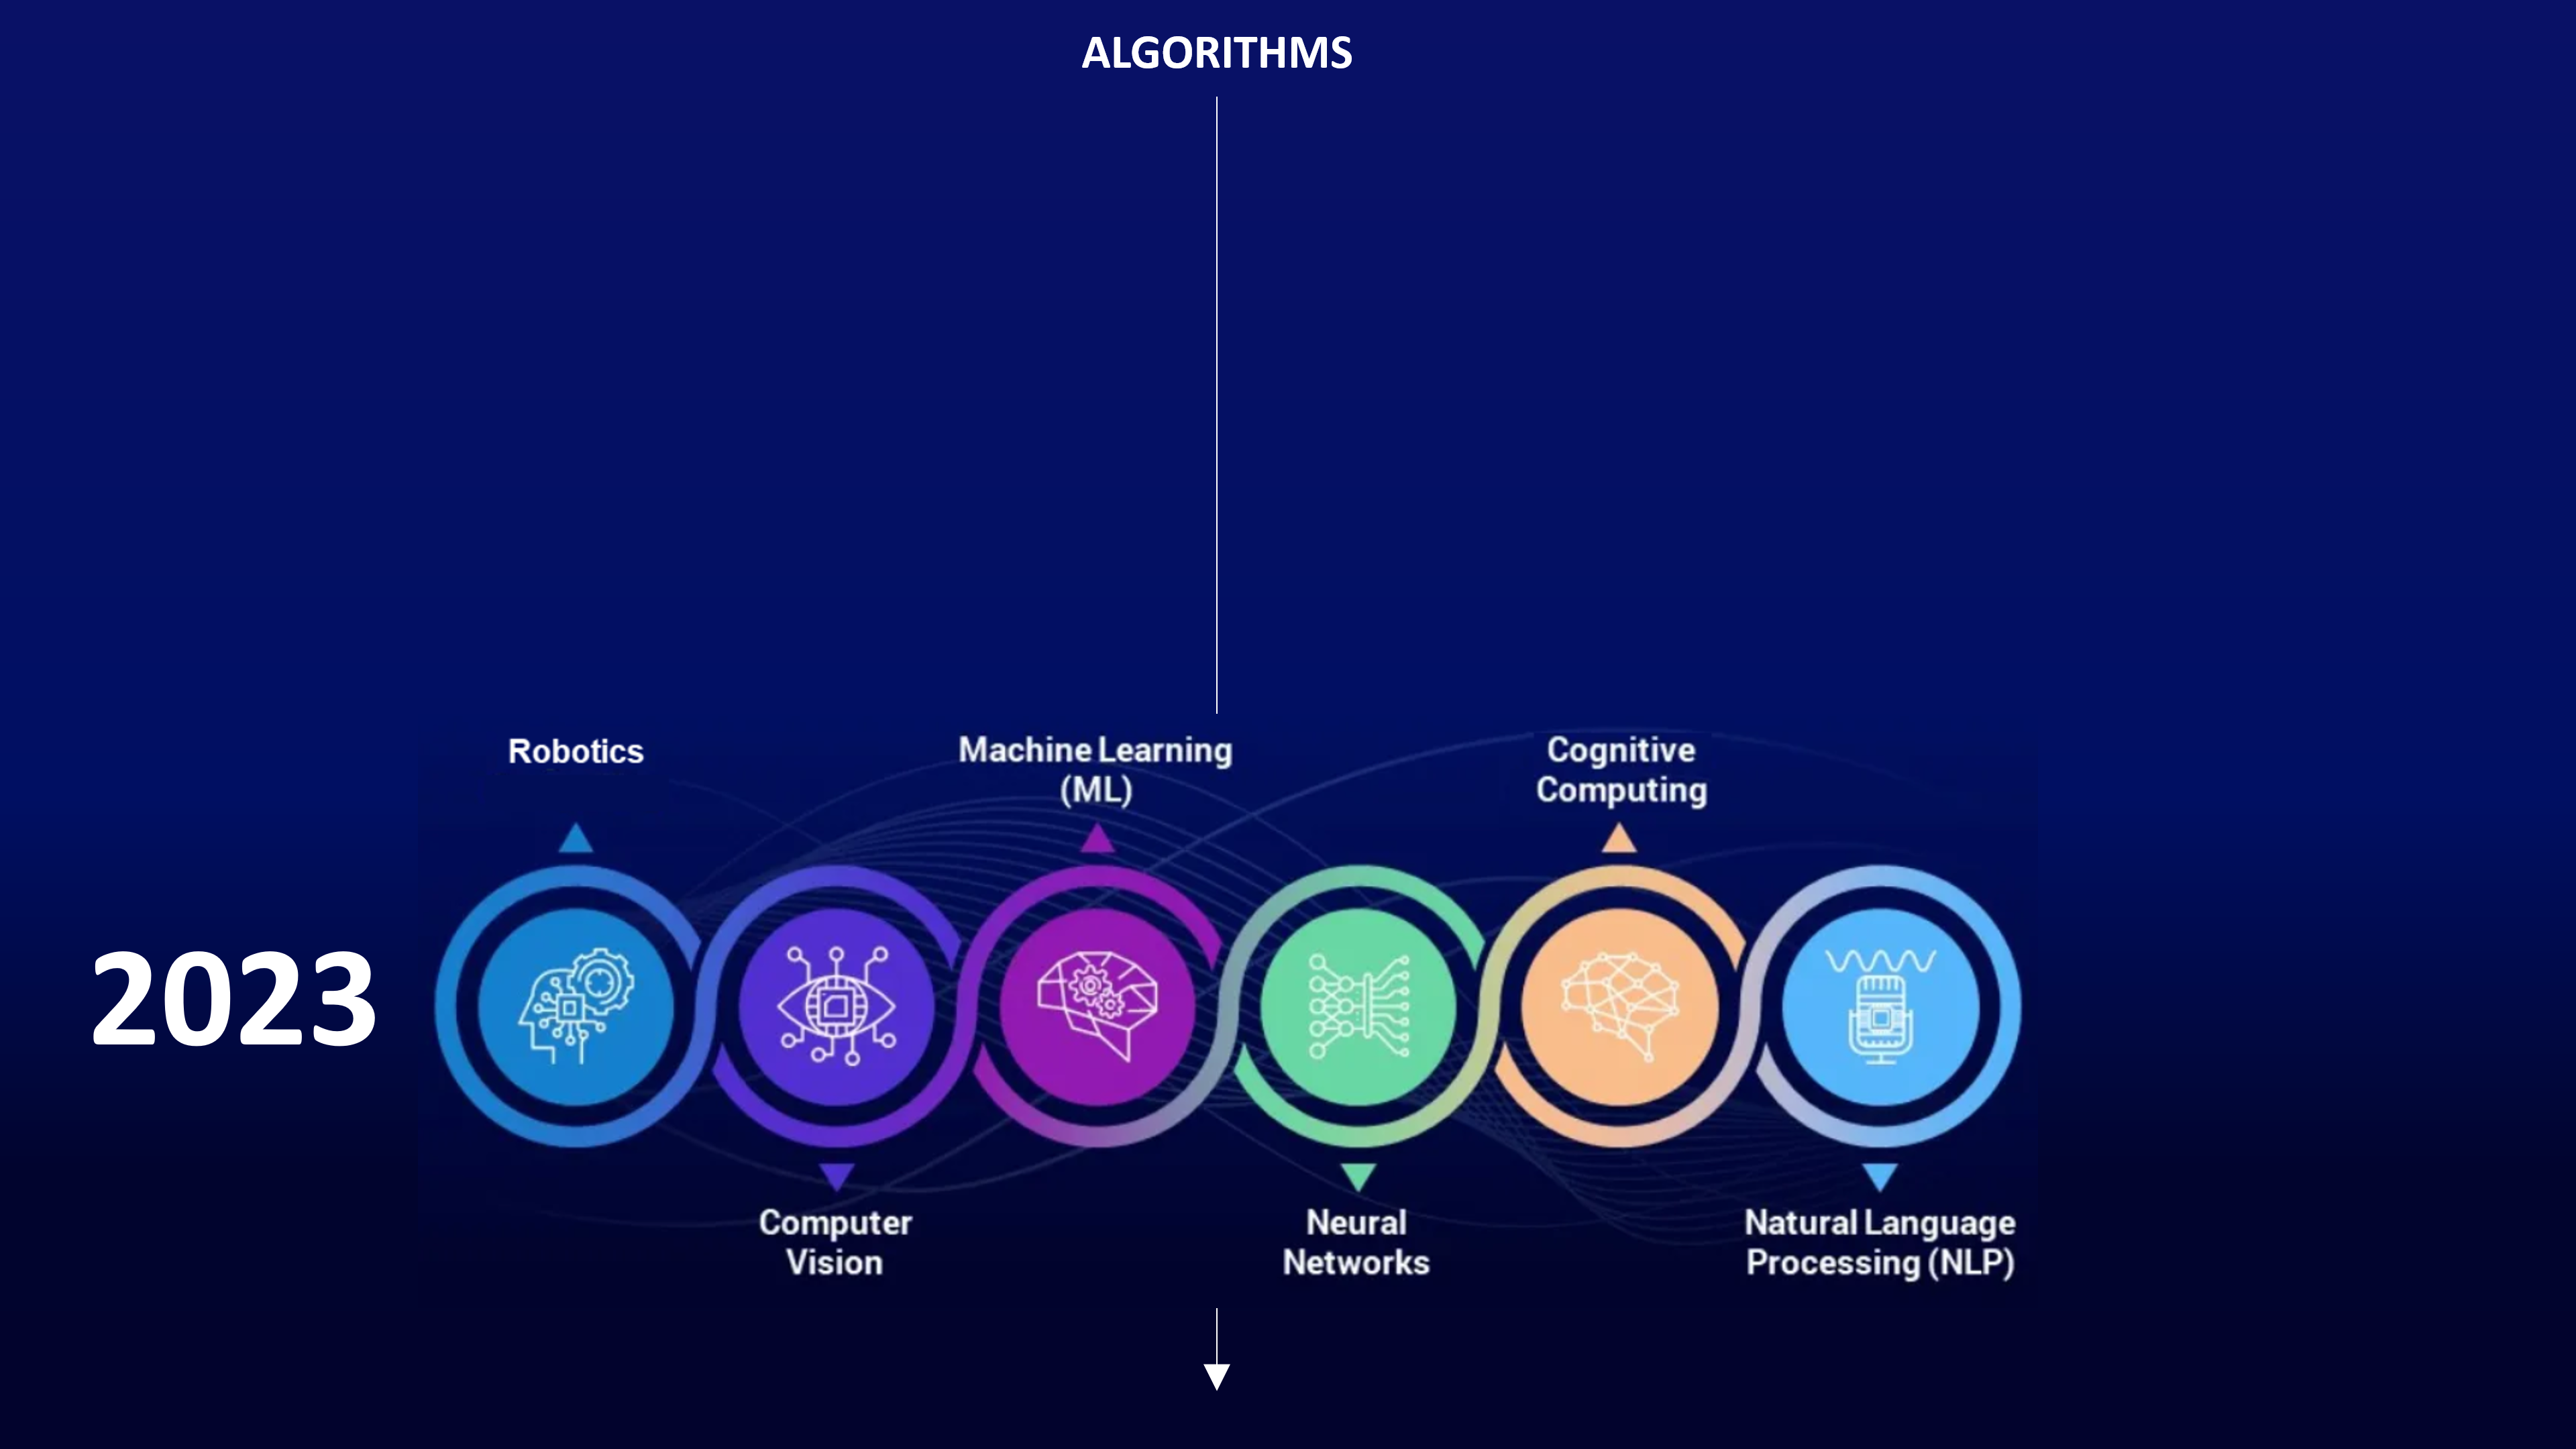 ALGORITHMS
Robotics
Machine Learning
(ML)
Cognitive
Computing
2023
Computer
Vision
Neural
Networks
Natural Language
Processing (NLP)